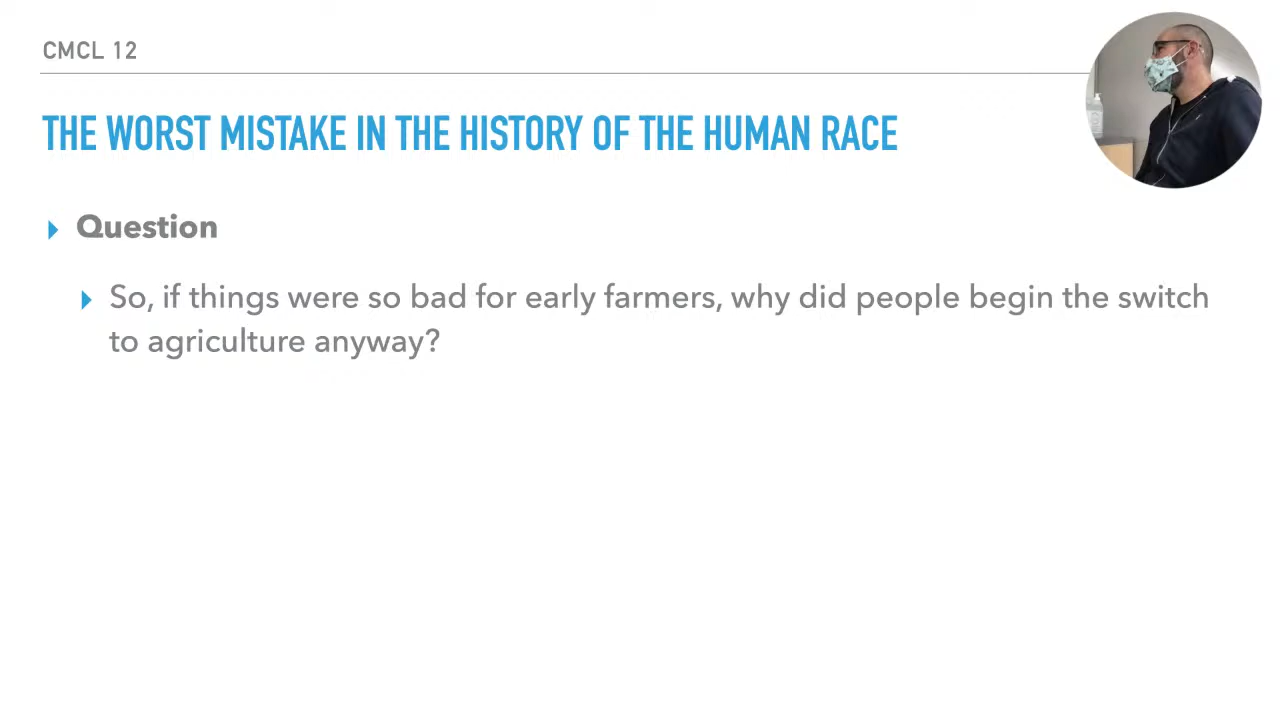 CMCL 12
THE WORST MISTAKE IN THE HISTORY OF THE HUMAN RACE
Question
So, if things were so bad for early farmers, why did people begin the switch
to agriculture anyway?